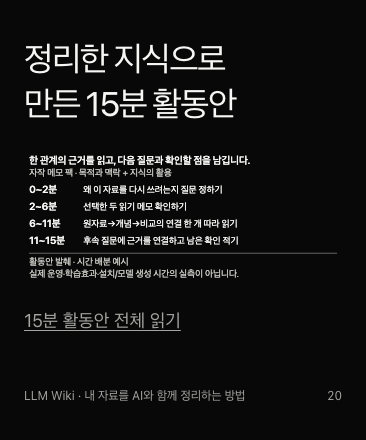 정리한 지식으로
만든 15분 활동안
한 관계의 근거를 읽고, 다음 질문과 확인할 점을 남깁니다.
자작 메모 팩 · 목적과 맥락 + 지식의 활용
0~2분 왜 이 자료를 다시 쓰려는지 질문 정하기
2~6분 선택한 두 읽기 메모 확인하기
6~11분 원자료→개념→비교의 연결 한 개 따라 읽기
11~15분 후속 질문에 근거를 연결하고 남은 확인 적기
활동안 발췌 · 시간 배분 예시
실제 운영·학습효과·설치/모델 생성 시간의 실측이 아닙니다.
15분 활동안 전체 읽기
LLM Wiki · 내 자료를 AI와 함께 정리하는 방법 20